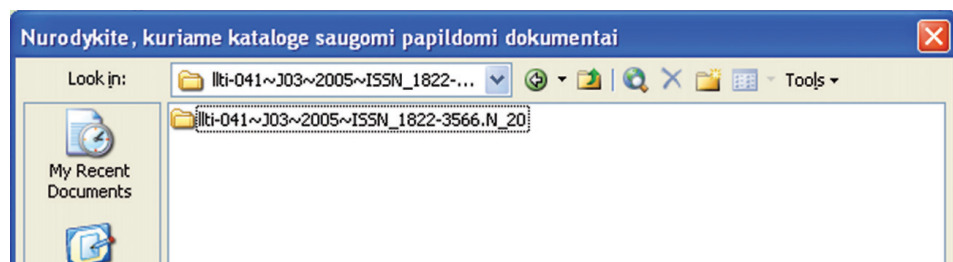 Nurodykite, kuriame kataloge saugomi papildomi dokumentai
Look in: llti-041~J03~2005~ISSN_1822-... Tools
llti-041~J03~2005~ISSN_1822-3566.N_20
My Recent
Documents